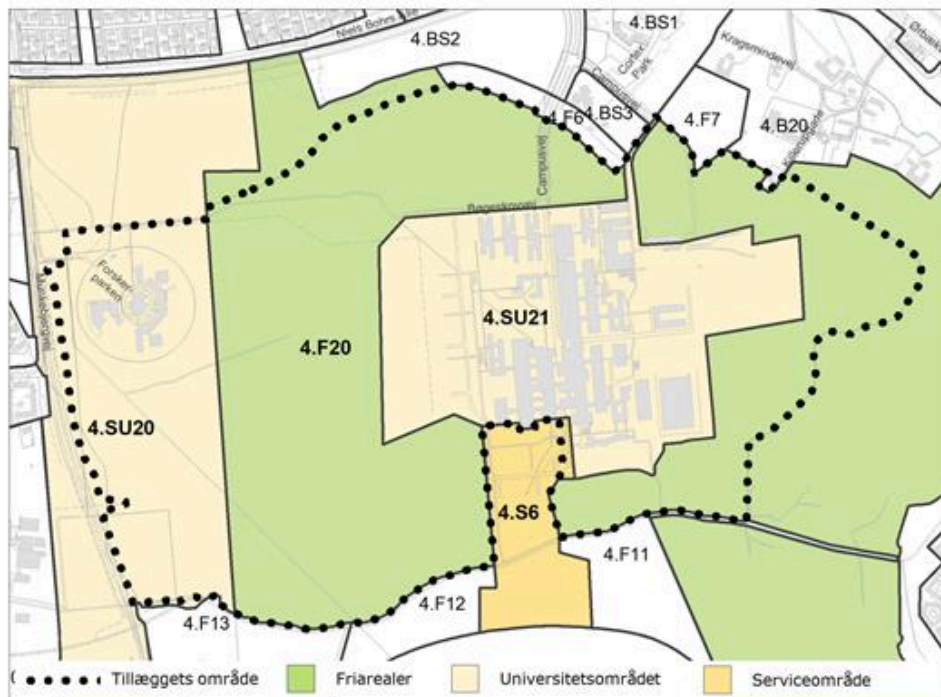 Niels Bohrs Alle
4.BS2
4.BS1
Cortex
Park
Kragsmindevej
Campusvej
4.F6
4.BS3
4.F7
4.B20
Campusvej
Forsker-
parken
Munkebjergvej
4.F20
4.SU21
4.SU20
4.S6
4.F11
4.F12
4.F13
Tillæggets område
Friarealer
Universitetsområdet
Serviceområde